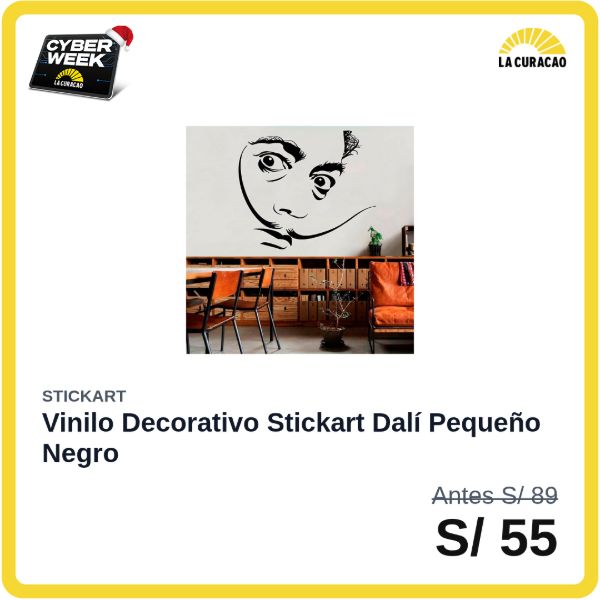 CYBER
WEEK
LA CURACAO
LA CURACAO
STICKART
Vinilo Decorativo Stickart Dalí Pequeño
Negro
Antes S/ 89
S/ 55